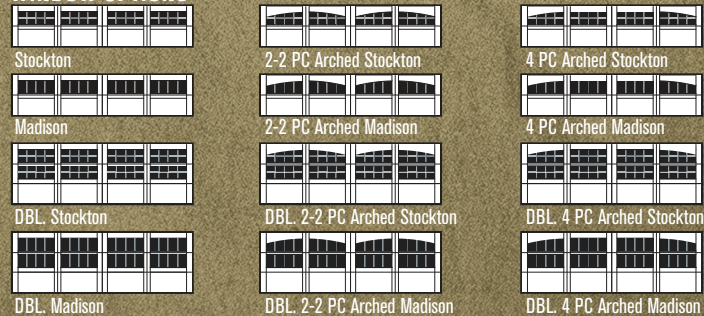 Stockton 2-2 PC Arched Stockton 4 PC Arched Stockton
Madison 2-2 PC Arched Madison 4 PC Arched Madison
DBL. Stockton DBL. 2-2 PC Arched Stockton DBL. 4 PC Arched Stockton
DBL. Madison DBL. 2-2 PC Arched Madison DBL. 4 PC Arched Madison